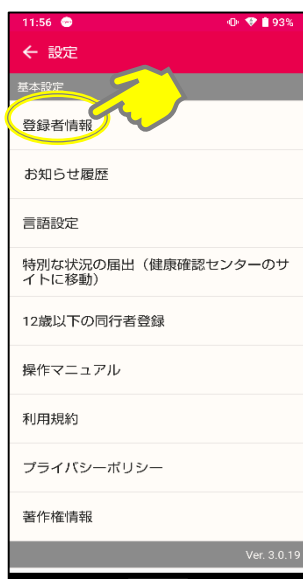 11:56 93%
← 設定
基本設定
登録者情報
お知らせ履歴
言語設定
特別な状況の届出（健康確認センターのサ
イトに移動）
12歳以下の同行者登録
操作マニュアル
利用規約
プライバシーポリシー
著作権情報
Ver. 3.0.19